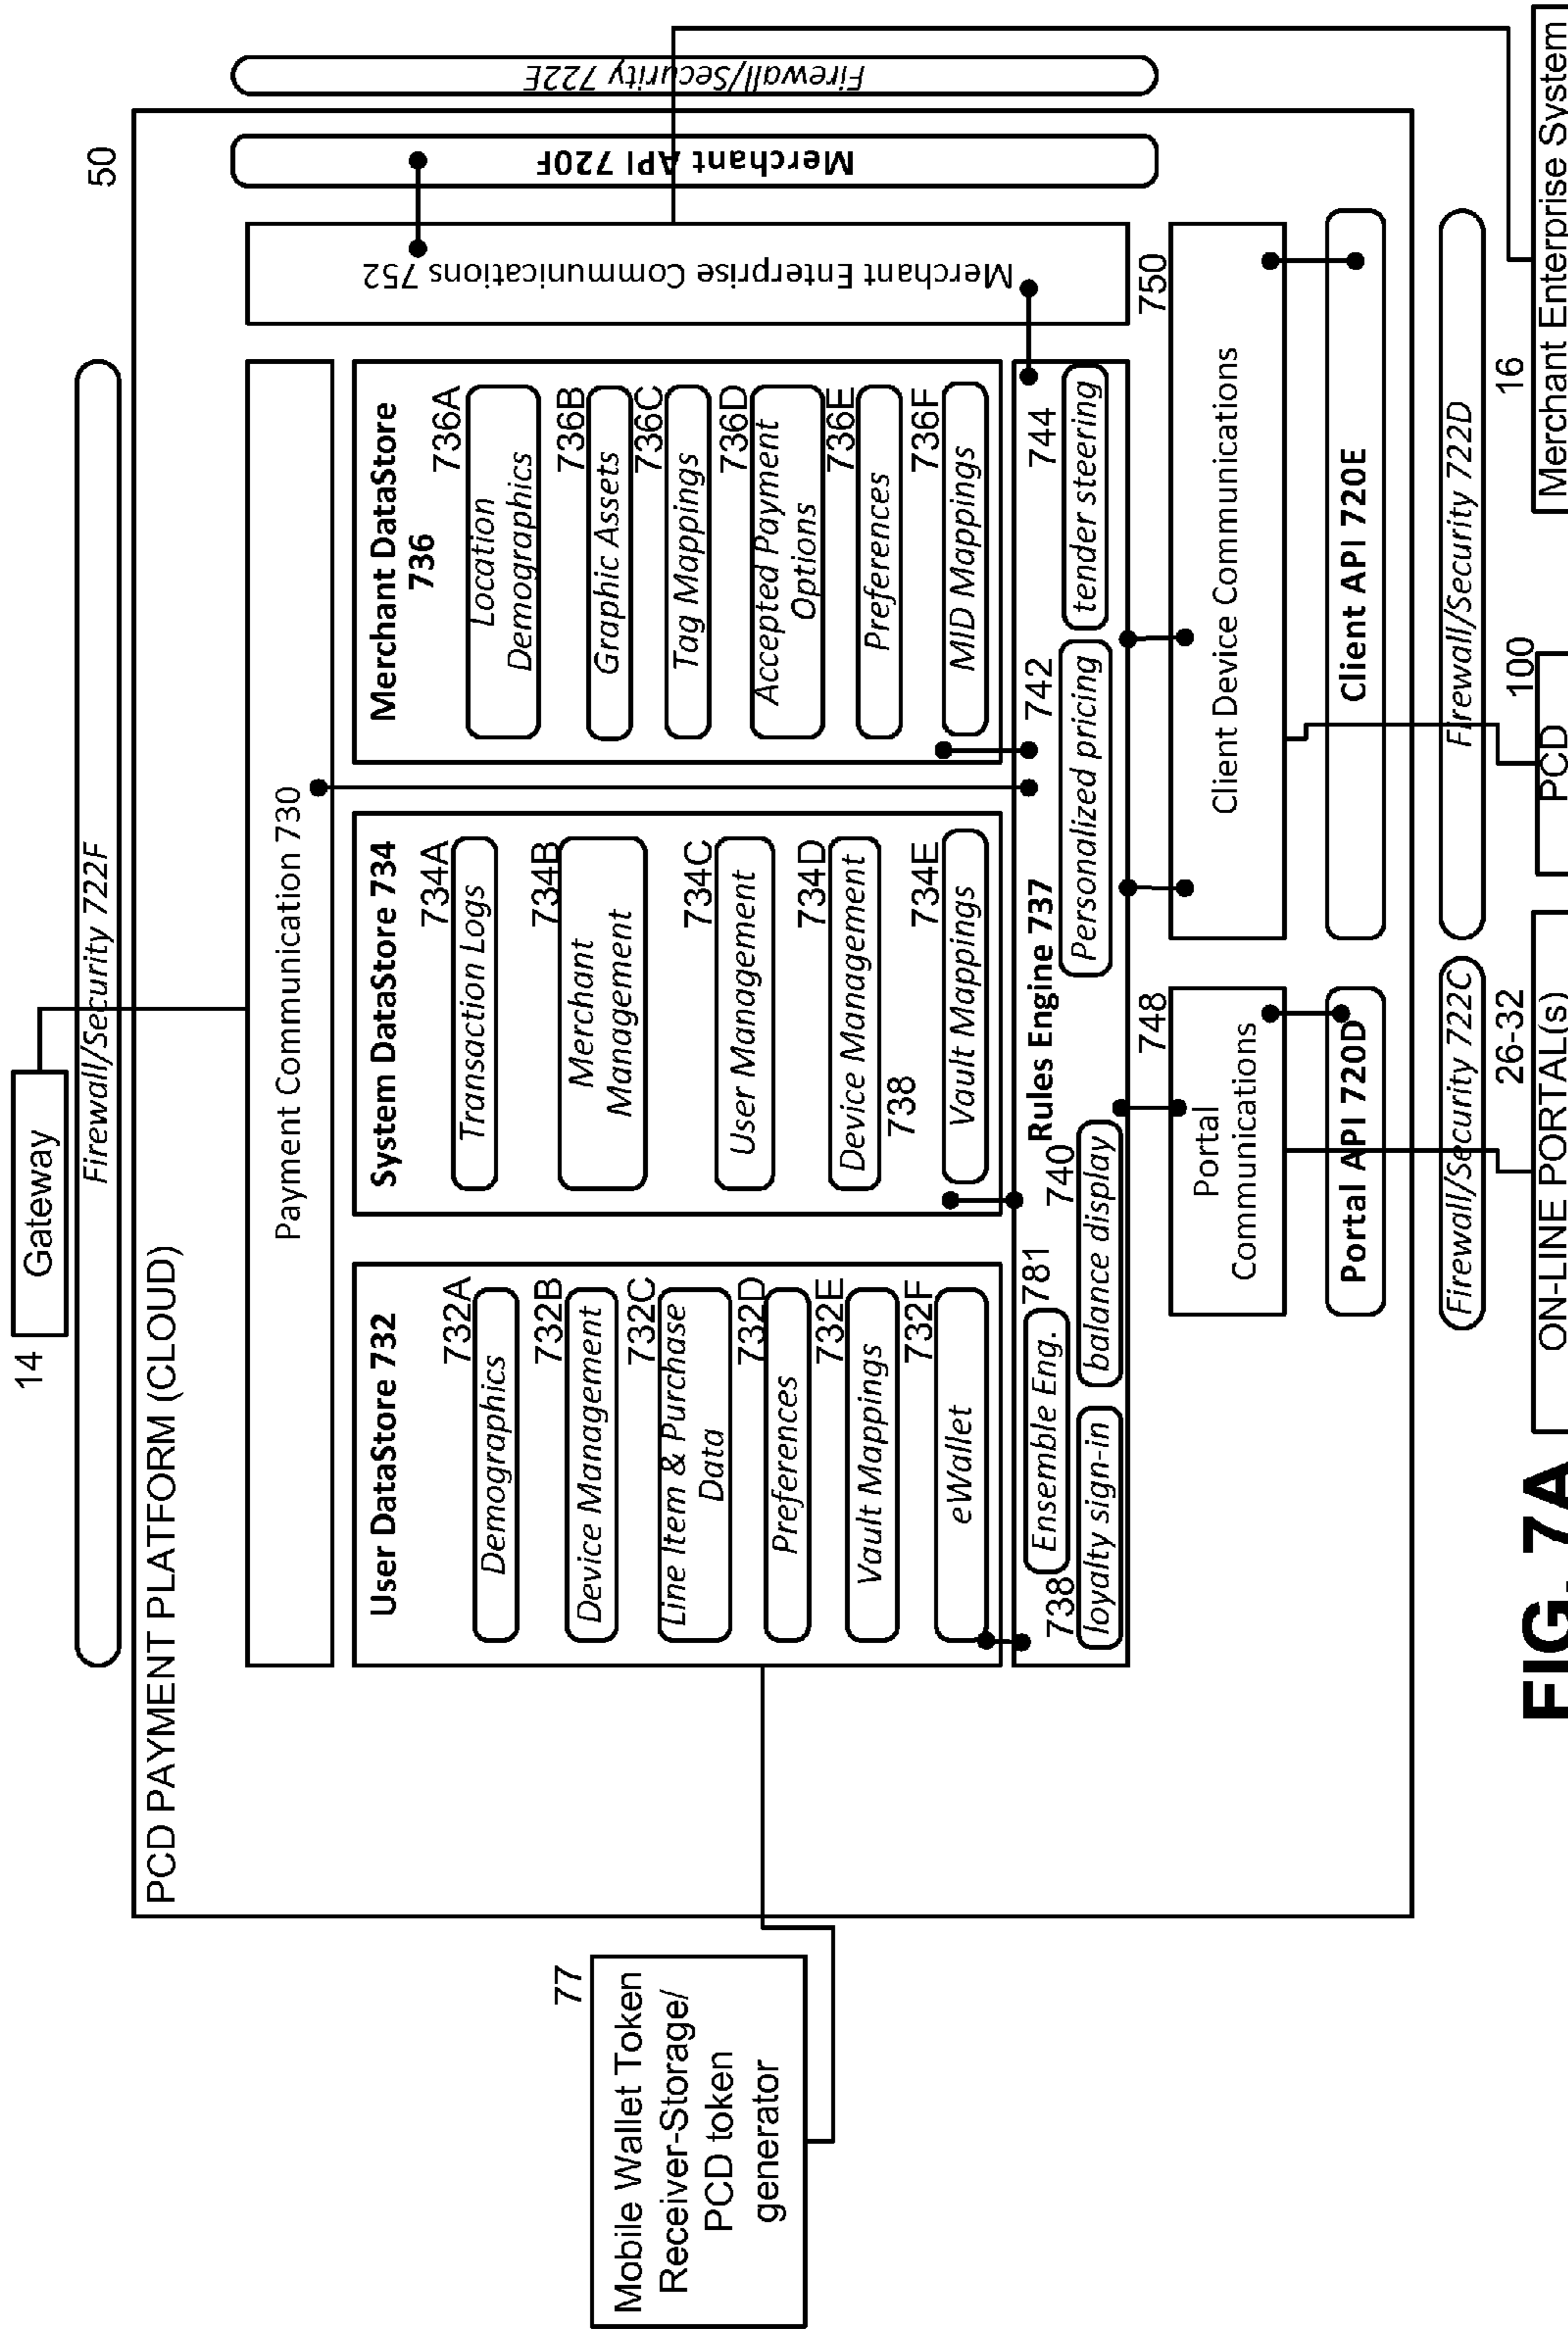 14
Gateway
Firewall/Security 722F
50
PCD PAYMENT PLATFORM (CLOUD)
Payment Communication 730
77
Mobile Wallet Token
Receiver-Storage/
PCD token
generator
User DataStore 732
732A
Demographics
732B
Device Management
732C
Line Item & Purchase
Data
732D
Preferences
732E
Vault Mappings
732F
eWallet
System DataStore 734
734A
Transaction Logs
734B
Merchant
Management
734C
User Management
734D
Device Management
738
734E
Vault Mappings
Merchant DataStore
736
736A
Location
Demographics
736B
Graphic Assets
736C
Tag Mappings
736D
Accepted Payment
Options
736E
Preferences
736F
MID Mappings
Merchant Enterprise Communications 752
Merchant API 720F
Firewall/Security 722E
Rules Engine 737
Ensemble Eng.
781
738
loyalty sign-in
740
balance display
742
Personalized pricing
744
tender steering
748
Portal
Communications
750
Client Device Communications
Portal API 720D
Client API 720E
Firewall/Security 722C
Firewall/Security 722D
26-32
ON-LINE PORTAL(s)
100
PCD
16
Merchant Enterprise System
FIG. 7A